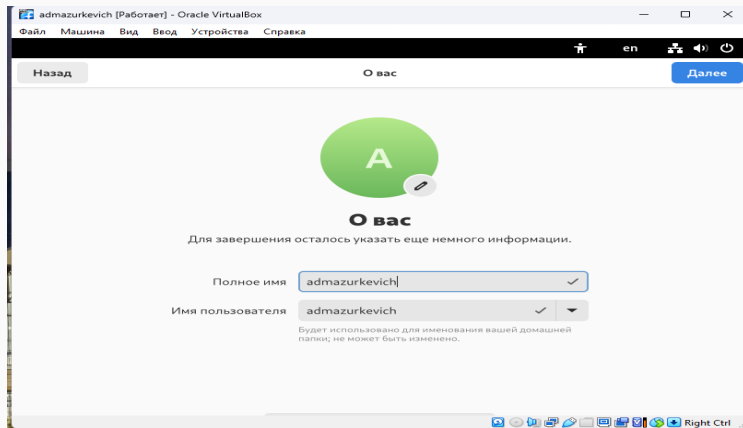 admazurkevich [Работает] - Oracle VirtualBox
Файл Машина Вид Ввод Устройства Справка
en
Назад О вас Далее
A
О вас
Для завершения осталось указать еще немного информации.
Полное имя admazurkevich
Имя пользователя admazurkevich
Будет использовано для именования вашей домашней
папки; не может быть изменено.
Right Ctrl